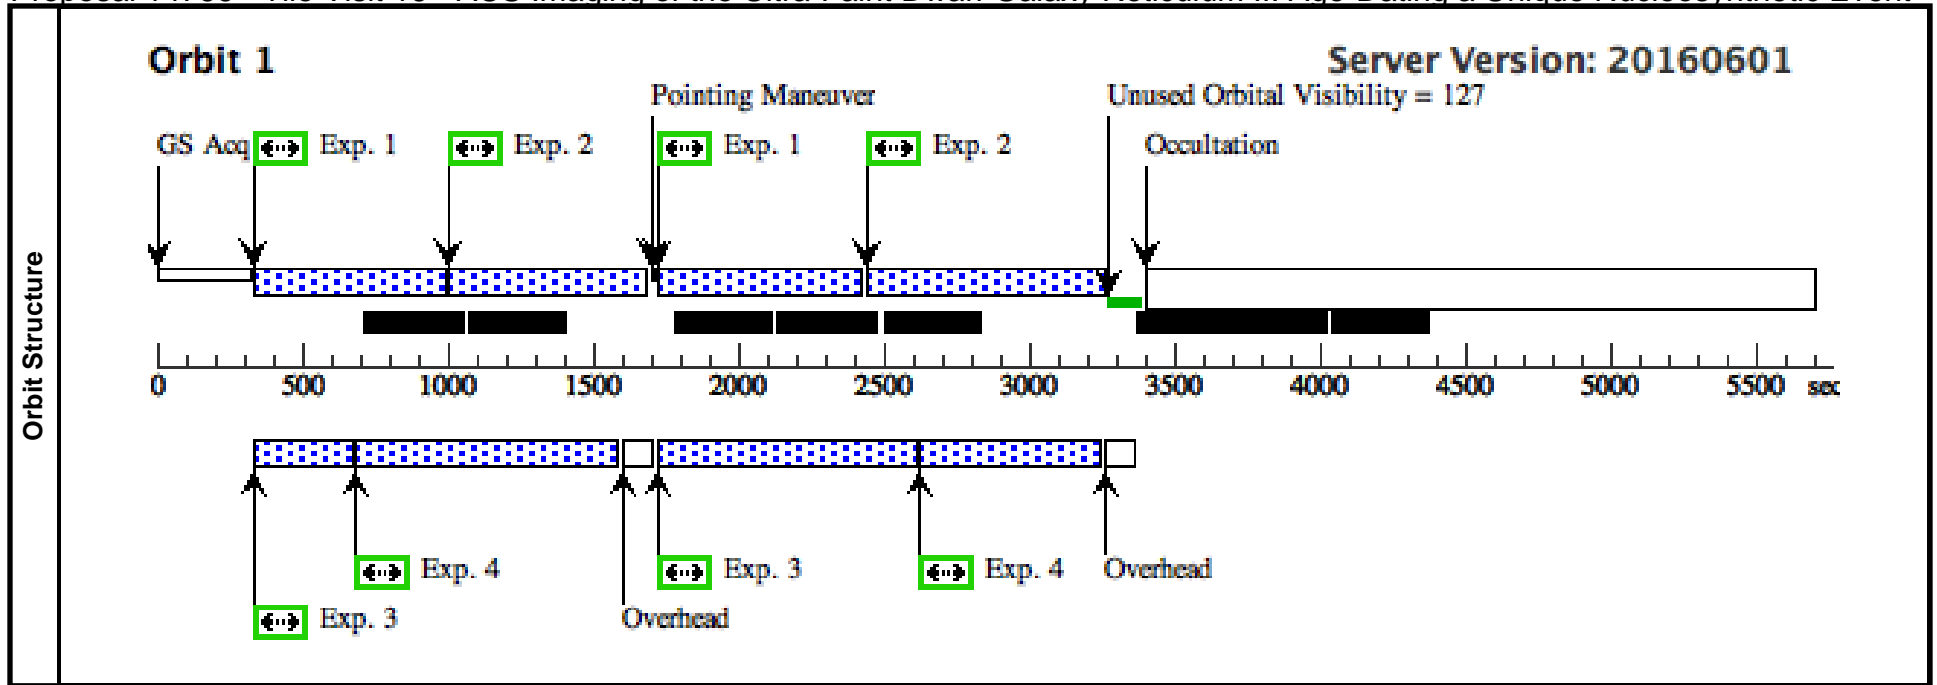 Orbit 1
Server Version: 20160601
Pointing Maneuver
Unused Orbital Visibility = 127
GS Acq
Exp. 1
Exp. 2
Exp. 1
Exp. 2
Occultation
Orbit Structure
0 500 1000 1500 2000 2500 3000 3500 4000 4500 5000 5500 sec
Exp. 4
Exp. 3
Exp. 4
Overhead
Exp. 3
Overhead